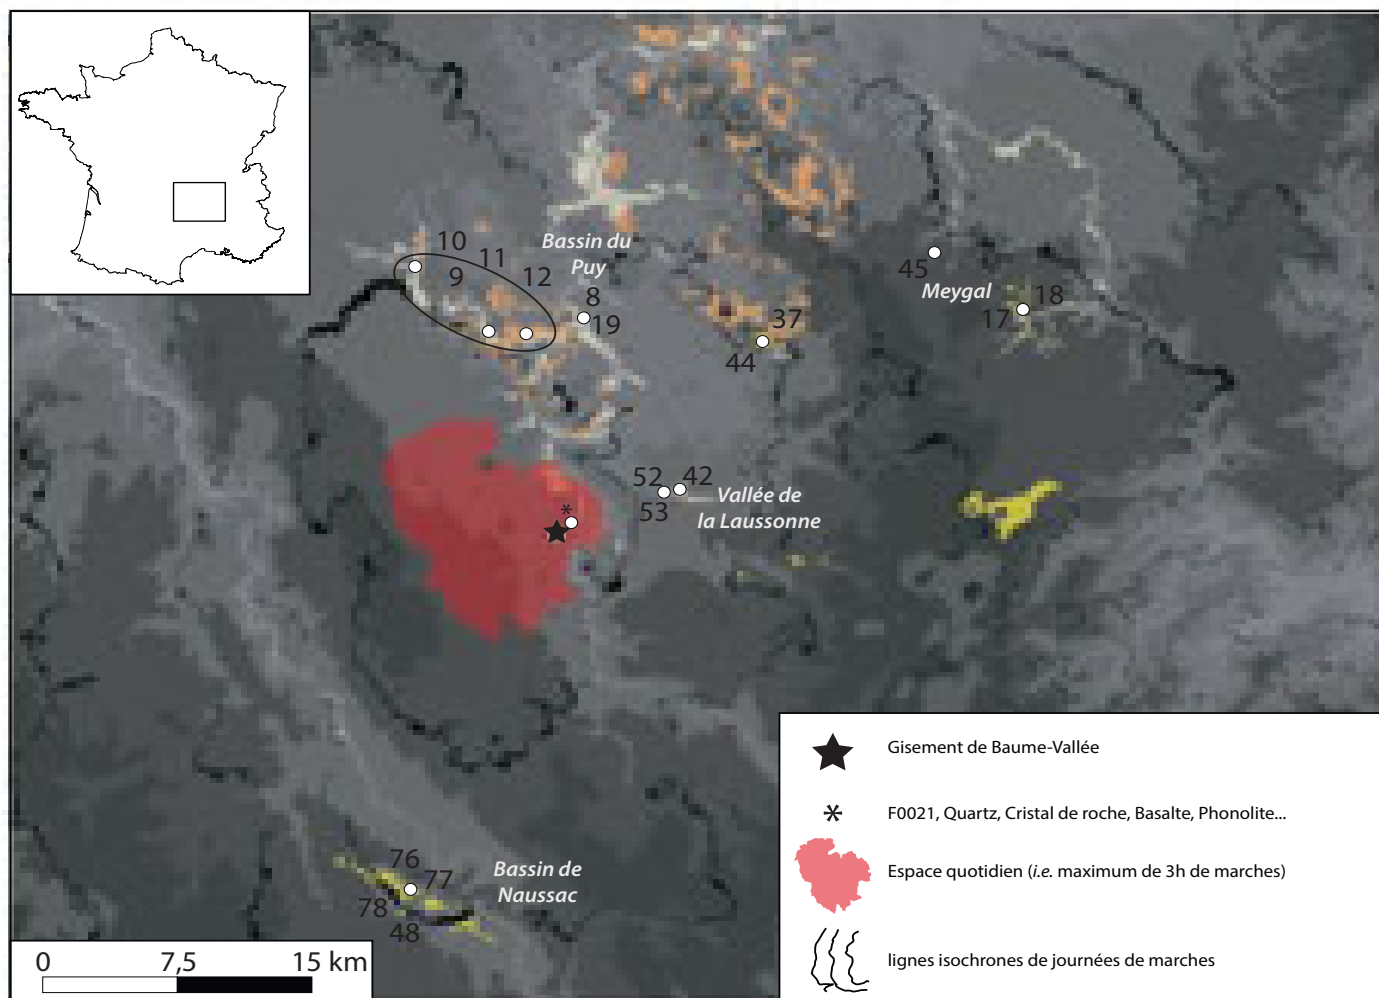 10
11
Bassin du
Puy
9
12
8
19
45
Meygal
18
17
37
44
52
42
53
Vallée de
la Laussonne
*
76
77
78
48
Bassin de
Naussac
0
7,5
15 km
Gisement de Baume-Vallée
* F0021, Quartz, Cristal de roche, Basalte, Phonolite...
Espace quotidien (i.e. maximum de 3h de marches)
lignes isochrones de journées de marches